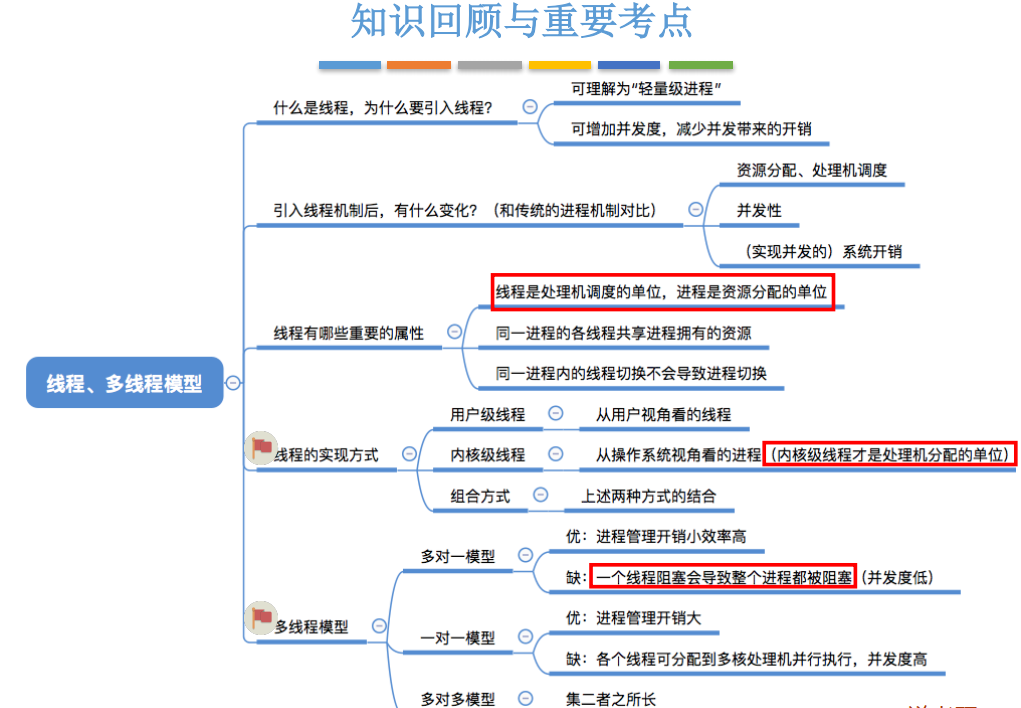 知识回顾与重要考点
什么是线程，为什么要引入线程？
可理解为“轻量级进程”
可增加并发度，减少并发带来的开销
引入线程机制后，有什么变化？（和传统的进程机制对比）
资源分配、处理机调度
并发性
（实现并发的）系统开销
线程有哪些重要的属性
线程是处理机调度的单位，进程是资源分配的单位
同一进程的各线程共享进程拥有的资源
同一进程内的线程切换不会导致进程切换
线程、多线程模型
线程的实现方式
用户级线程
从用户视角看的线程
内核级线程
从操作系统视角看的进程（内核级线程才是处理机分配的单位）
组合方式
上述两种方式的结合
多线程模型
多对一模型
优：进程管理开销小效率高
缺：一个线程阻塞会导致整个进程都被阻塞（并发度低）
一对一模型
优：进程管理开销大
缺：各个线程可分配到多核处理机并行执行，并发度高
多对多模型
集二者之所长